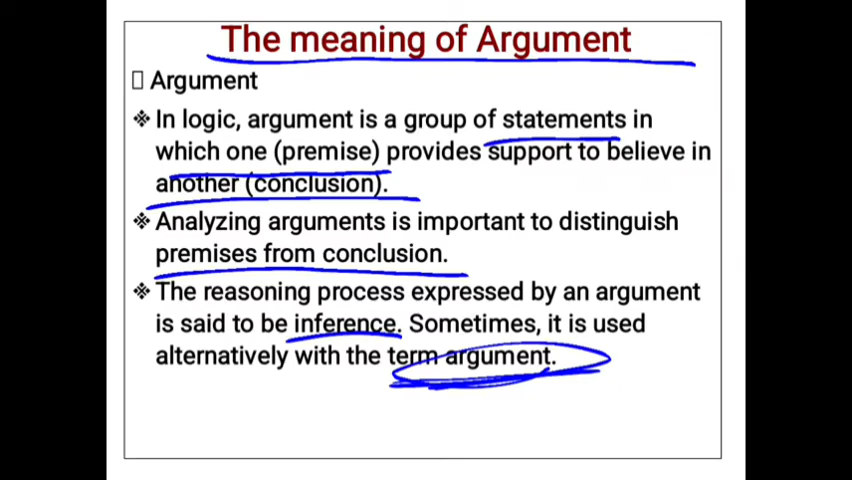 The meaning of Argument
Argument
❖ In logic, argument is a group of statements in
which one (premise) provides support to believe in
another (conclusion).
❖ Analyzing arguments is important to distinguish
premises from conclusion.
❖ The reasoning process expressed by an argument
is said to be inference. Sometimes, it is used
alternatively with the term argument.